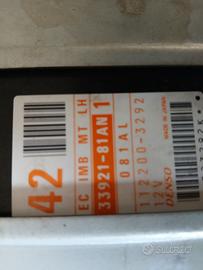 42
EC IMB MT LH
33921-81AN 1
081AL
112200-3292
12V
DENSO
MADE IN JAPAN
Subito